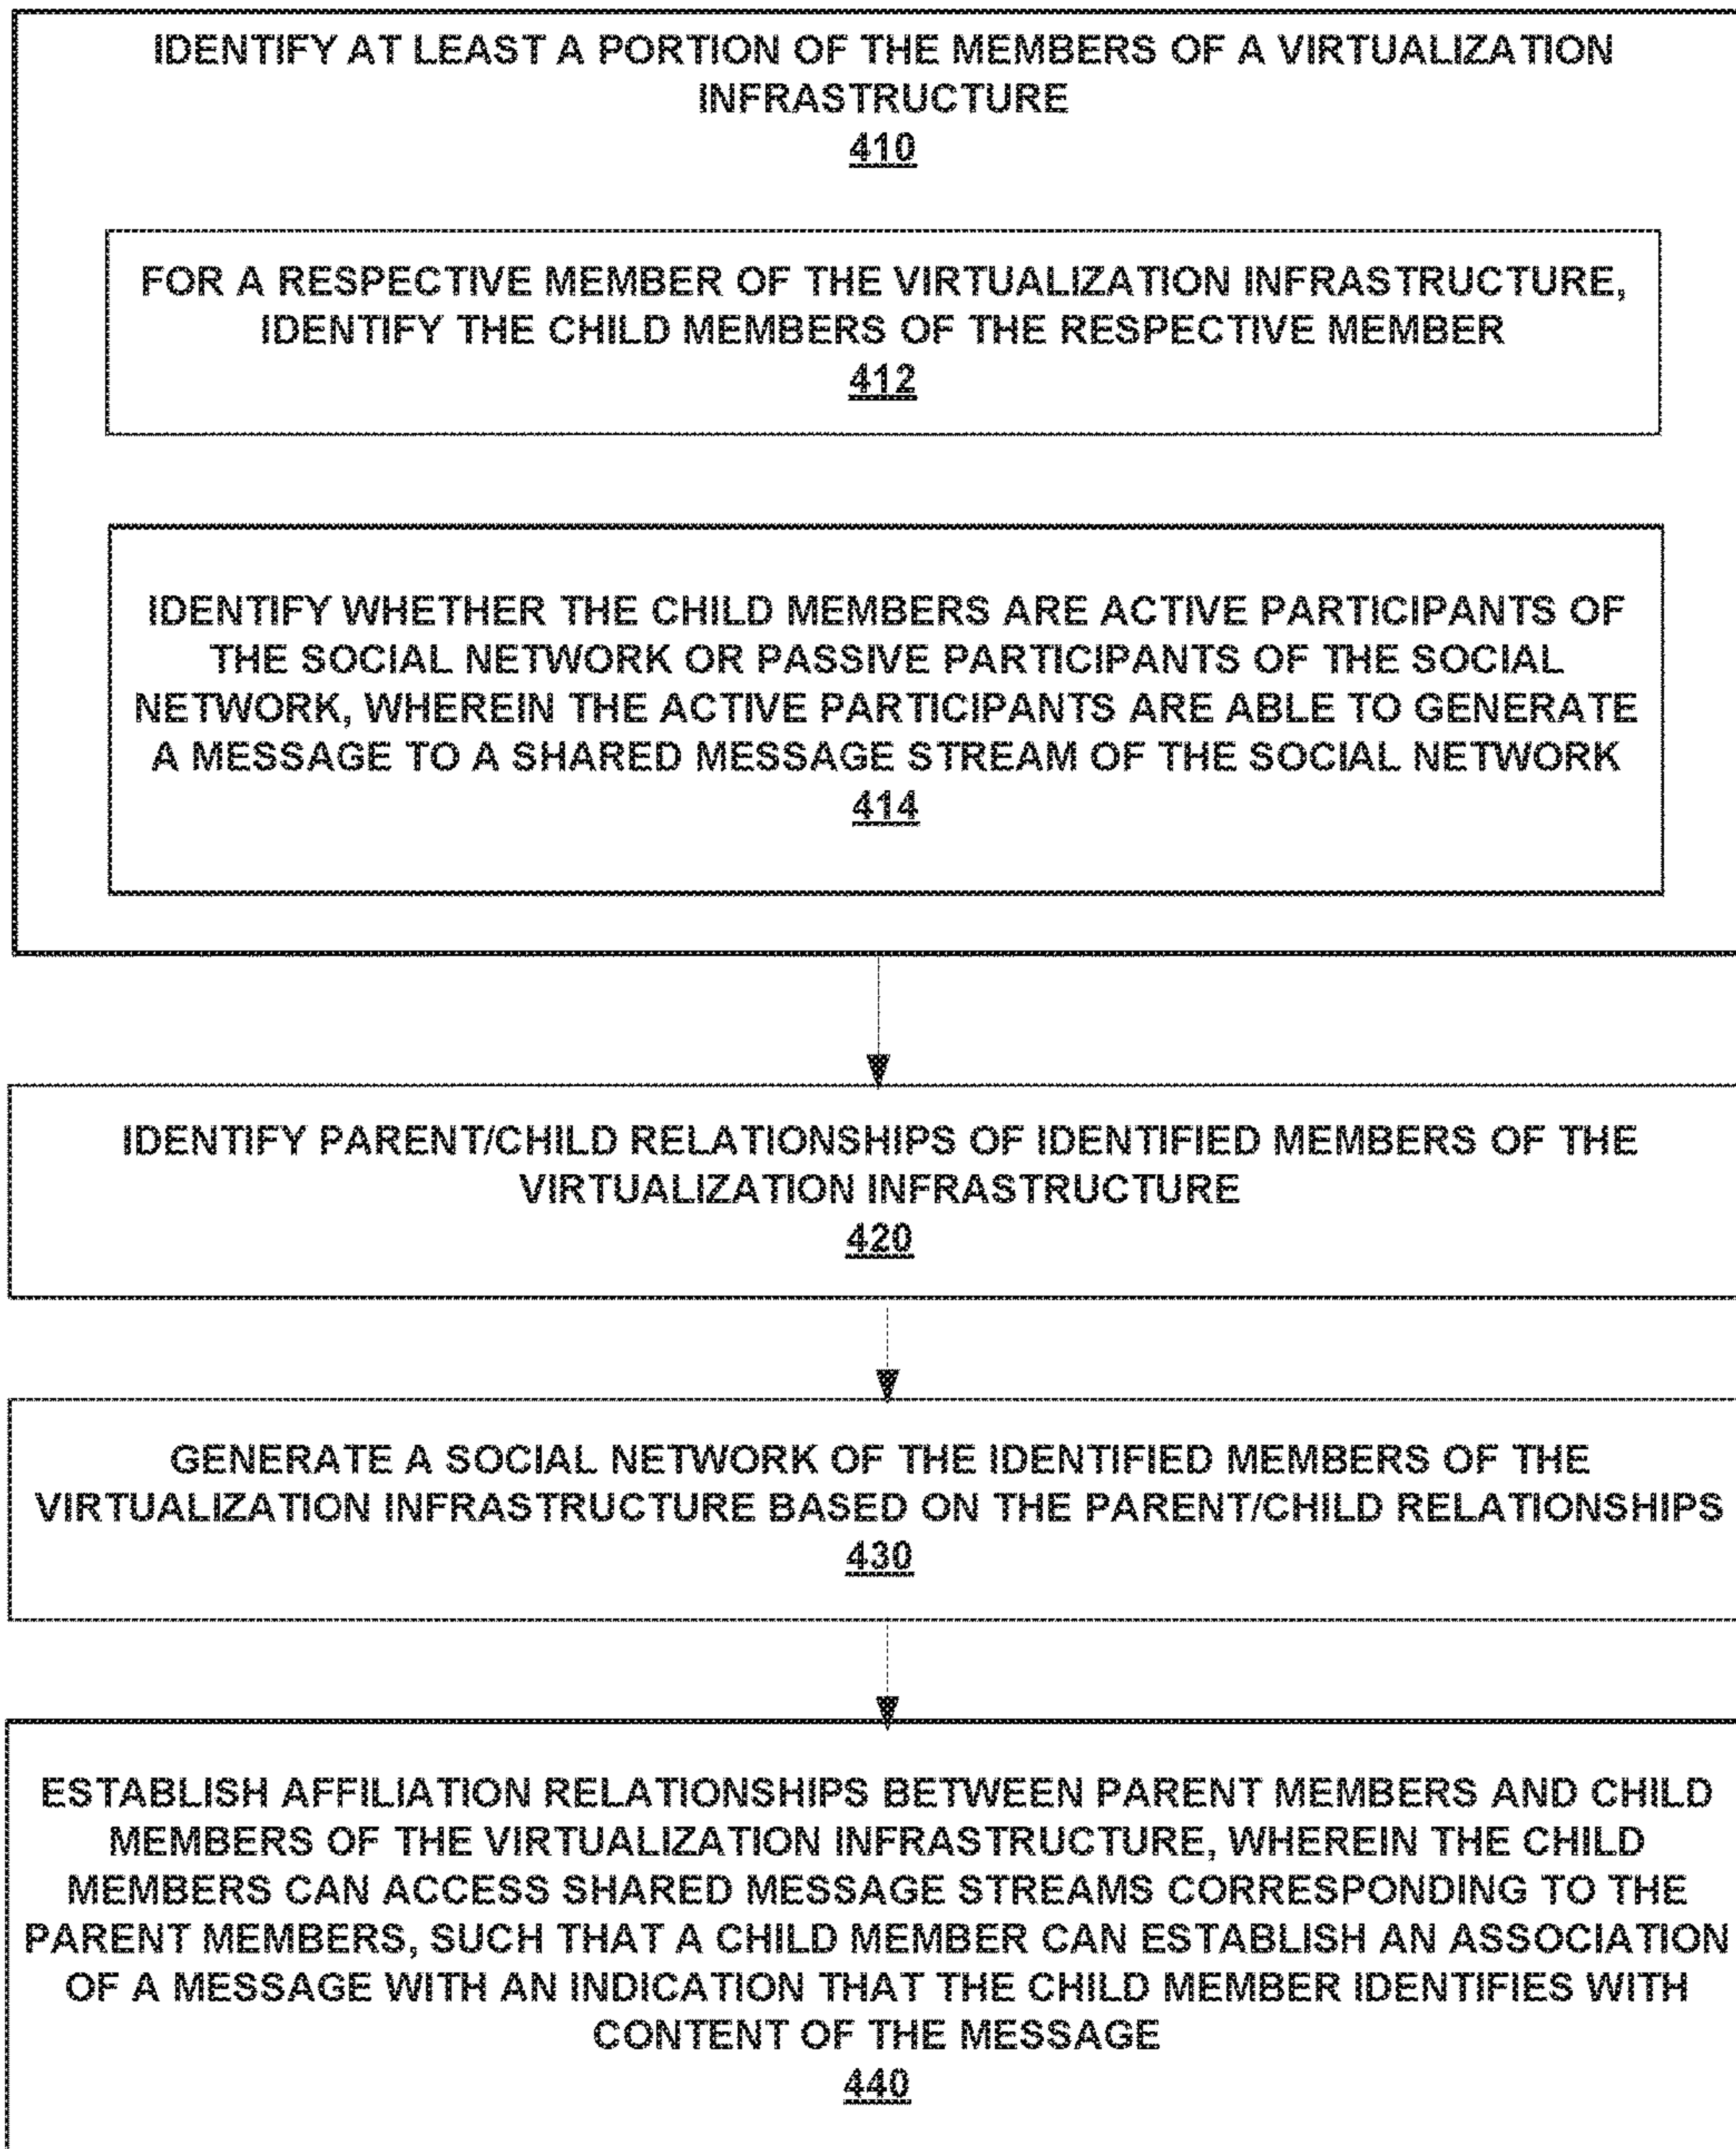 IDENTIFY AT LEAST A PORTION OF THE MEMBERS OF A VIRTUALIZATION
INFRASTRUCTURE
410
FOR A RESPECTIVE MEMBER OF THE VIRTUALIZATION INFRASTRUCTURE,
IDENTIFY THE CHILD MEMBERS OF THE RESPECTIVE MEMBER
412
IDENTIFY WHETHER THE CHILD MEMBERS ARE ACTIVE PARTICIPANTS OF
THE SOCIAL NETWORK OR PASSIVE PARTICIPANTS OF THE SOCIAL
NETWORK, WHEREIN THE ACTIVE PARTICIPANTS ARE ABLE TO GENERATE
A MESSAGE TO A SHARED MESSAGE STREAM OF THE SOCIAL NETWORK
414
IDENTIFY PARENT/CHILD RELATIONSHIPS OF IDENTIFIED MEMBERS OF THE
VIRTUALIZATION INFRASTRUCTURE
420
GENERATE A SOCIAL NETWORK OF THE IDENTIFIED MEMBERS OF THE
VIRTUALIZATION INFRASTRUCTURE BASED ON THE PARENT/CHILD RELATIONSHIPS
430
ESTABLISH AFFILIATION RELATIONSHIPS BETWEEN PARENT MEMBERS AND CHILD
MEMBERS OF THE VIRTUALIZATION INFRASTRUCTURE, WHEREIN THE CHILD
MEMBERS CAN ACCESS SHARED MESSAGE STREAMS CORRESPONDING TO THE
PARENT MEMBERS, SUCH THAT A CHILD MEMBER CAN ESTABLISH AN ASSOCIATION
OF A MESSAGE WITH AN INDICATION THAT THE CHILD MEMBER IDENTIFIES WITH
CONTENT OF THE MESSAGE
440